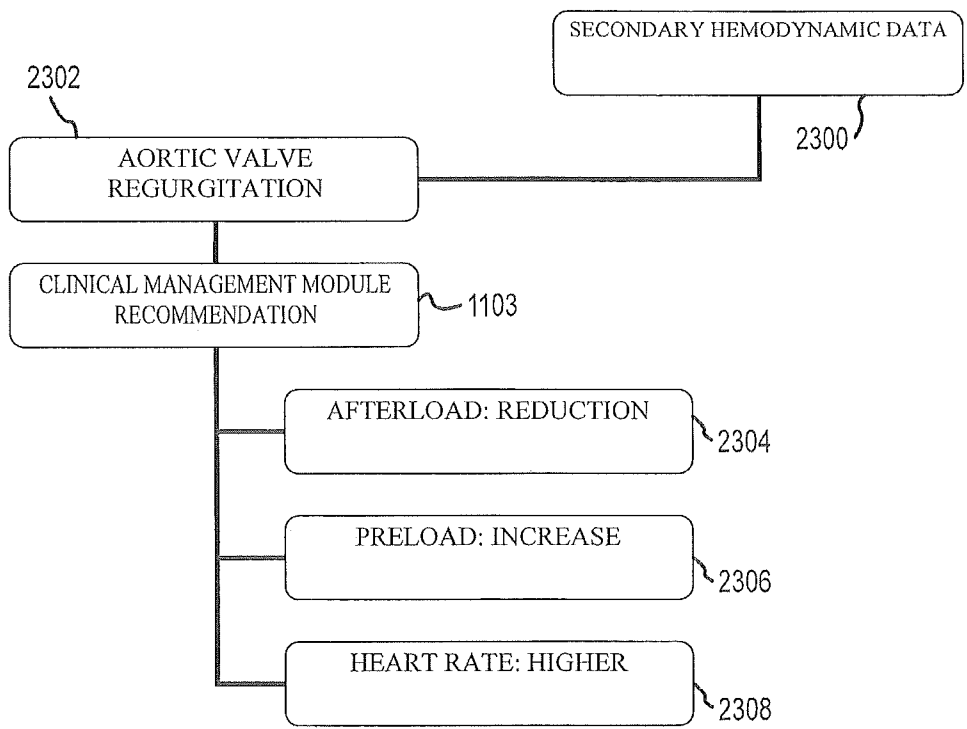 SECONDARY HEMODYNAMIC DATA
2300
2302
AORTIC VALVE
REGURGITATION
CLINICAL MANAGEMENT MODULE
RECOMMENDATION
1103
AFTERLOAD: REDUCTION
2304
PRELOAD: INCREASE
2306
HEART RATE: HIGHER
2308